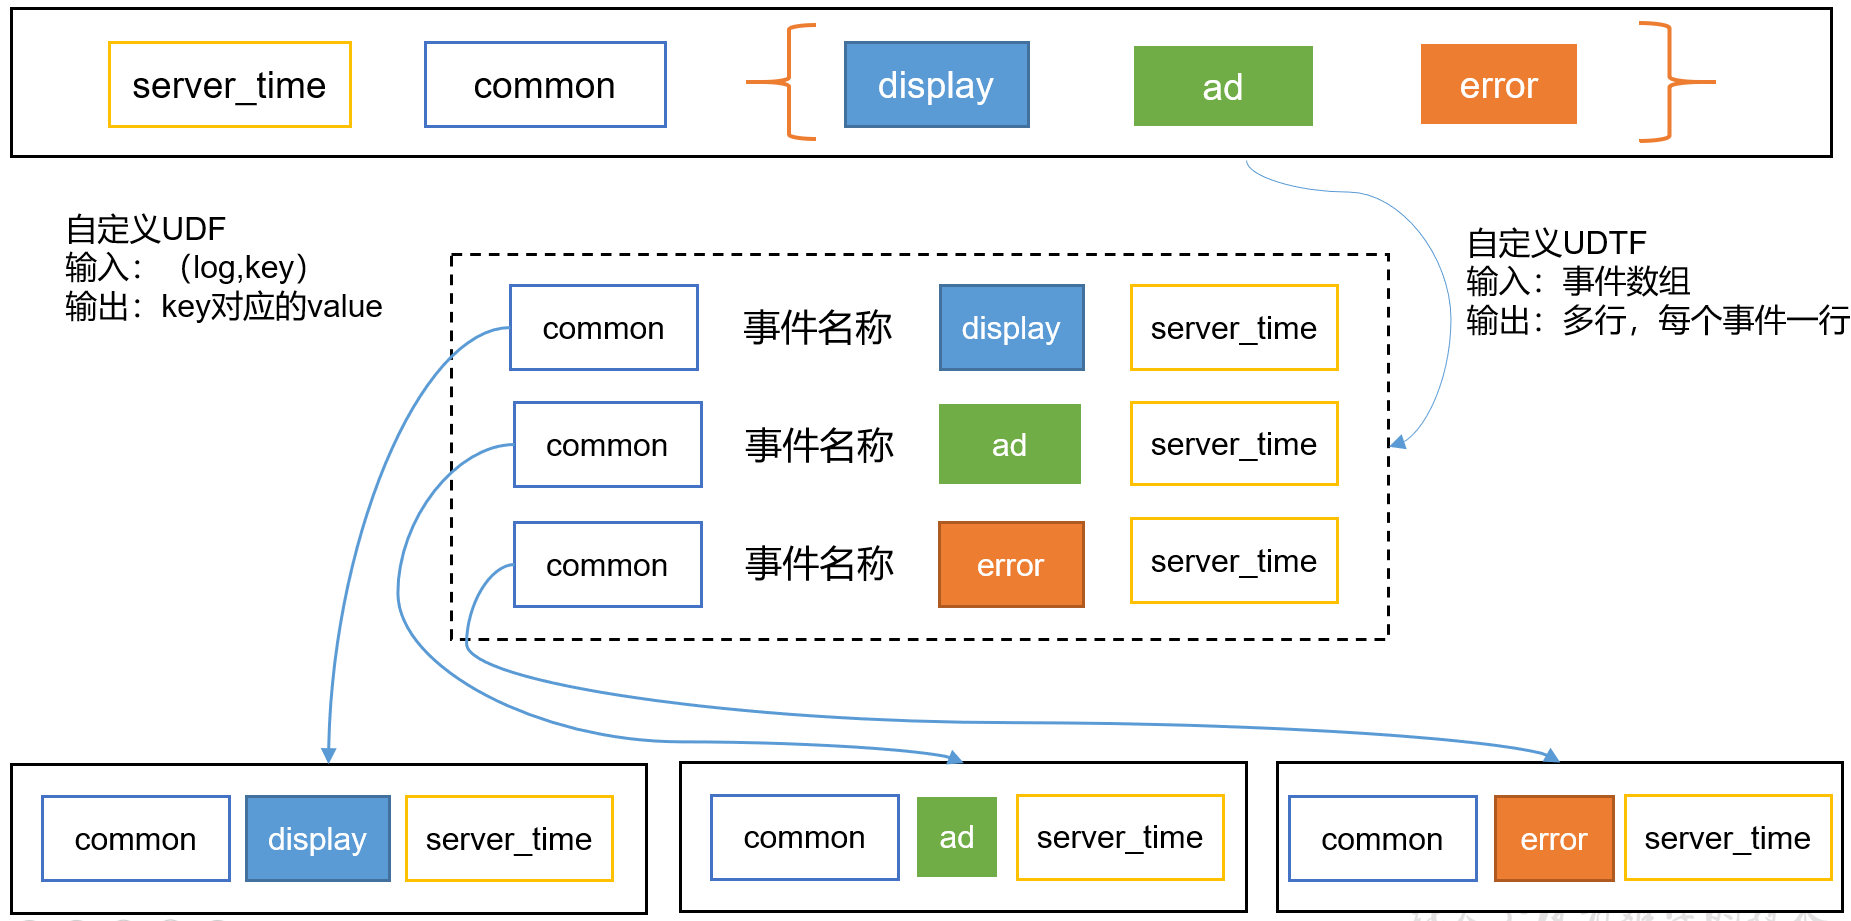 server_time
common
display
ad
error
自定义UDF
输入：（log,key）
输出：key对应的value
自定义UDTF
输入：事件数组
输出：多行，每个事件一行
common 事件名称 display server_time
common 事件名称 ad server_time
common 事件名称 error server_time
common display server_time
common ad server_time
common error server_time